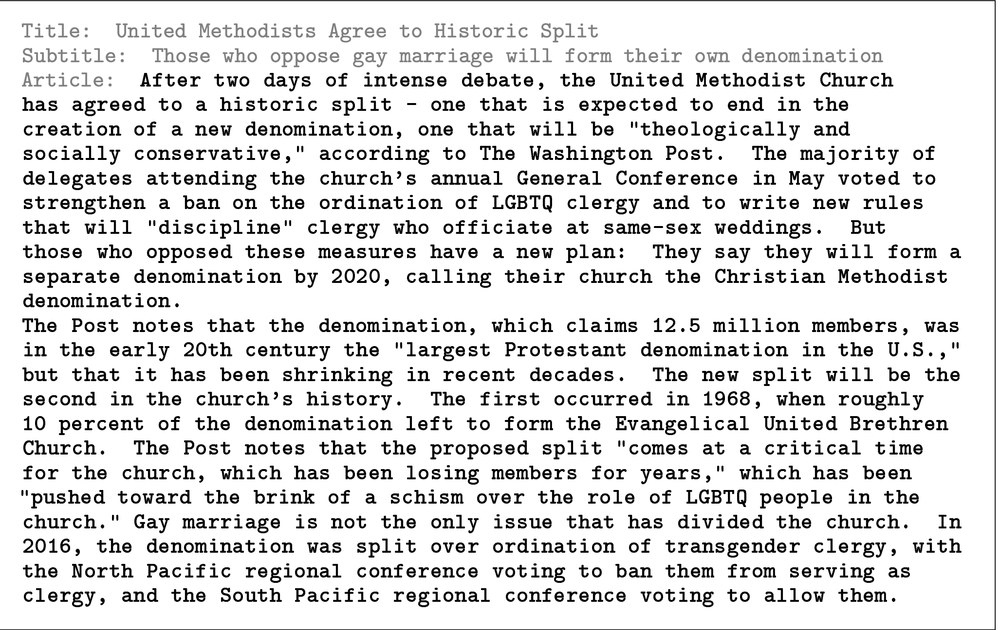 Title: United Methodists Agree to Historic Split
Subtitle: Those who oppose gay marriage will form their own denomination
Article: After two days of intense debate, the United Methodist Church
has agreed to a historic split - one that is expected to end in the
creation of a new denomination, one that will be "theologically and
socially conservative," according to The Washington Post. The majority of
delegates attending the church's annual General Conference in May voted to
strengthen a ban on the ordination of LGBTQ clergy and to write new rules
that will "discipline" clergy who officiate at same-sex weddings. But
those who opposed these measures have a new plan: They say they will form a
separate denomination by 2020, calling their church the Christian Methodist
denomination.
The Post notes that the denomination, which claims 12.5 million members, was
in the early 20th century the "largest Protestant denomination in the U.S.,"
but that it has been shrinking in recent decades. The new split will be the
second in the church's history. The first occurred in 1968, when roughly
10 percent of the denomination left to form the Evangelical United Brethren
Church. The Post notes that the proposed split "comes at a critical time
for the church, which has been losing members for years," which has been
"pushed toward the brink of a schism over the role of LGBTQ people in the
church." Gay marriage is not the only issue that has divided the church. In
2016, the denomination was split over ordination of transgender clergy, with
the North Pacific regional conference voting to ban them from serving as
clergy, and the South Pacific regional conference voting to allow them.